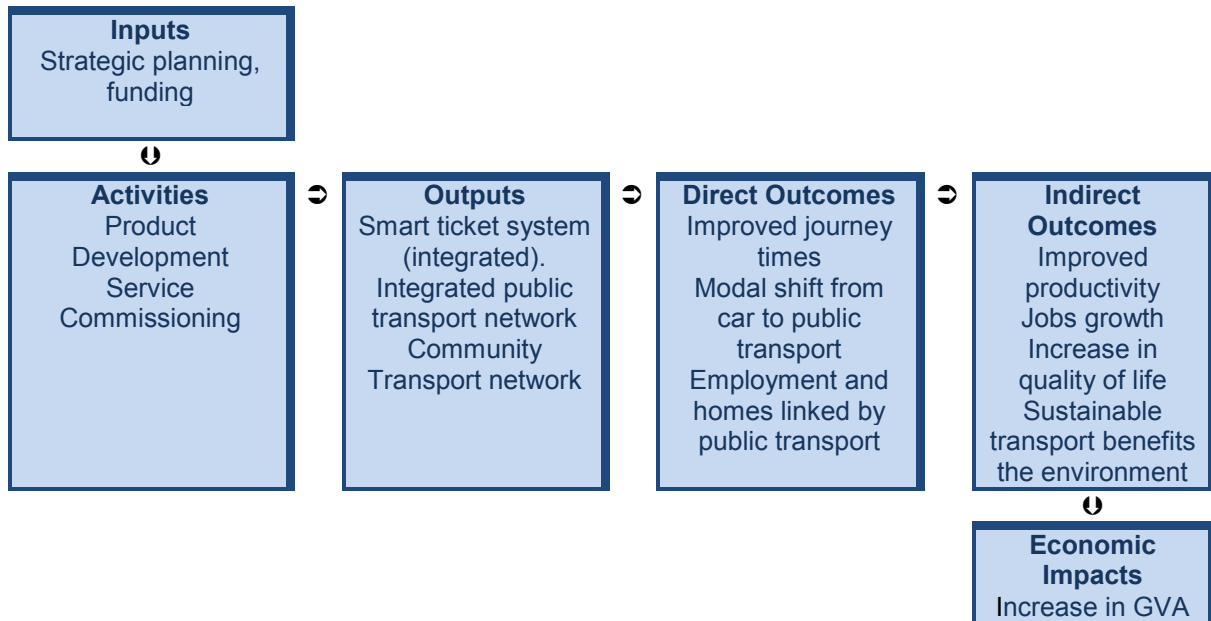 Inputs
Strategic planning,
funding
Activities
Product
Development
Service
Commissioning
Outputs
Smart ticket system
(integrated).
Integrated public
transport network
Community
Transport network
Direct Outcomes
Improved journey
times
Modal shift from
car to public
transport
Employment and
homes linked by
public transport
Indirect
Outcomes
Improved
productivity
Jobs growth
Increase in
quality of life
Sustainable
transport benefits
the environment
Economic
Impacts
Increase in GVA